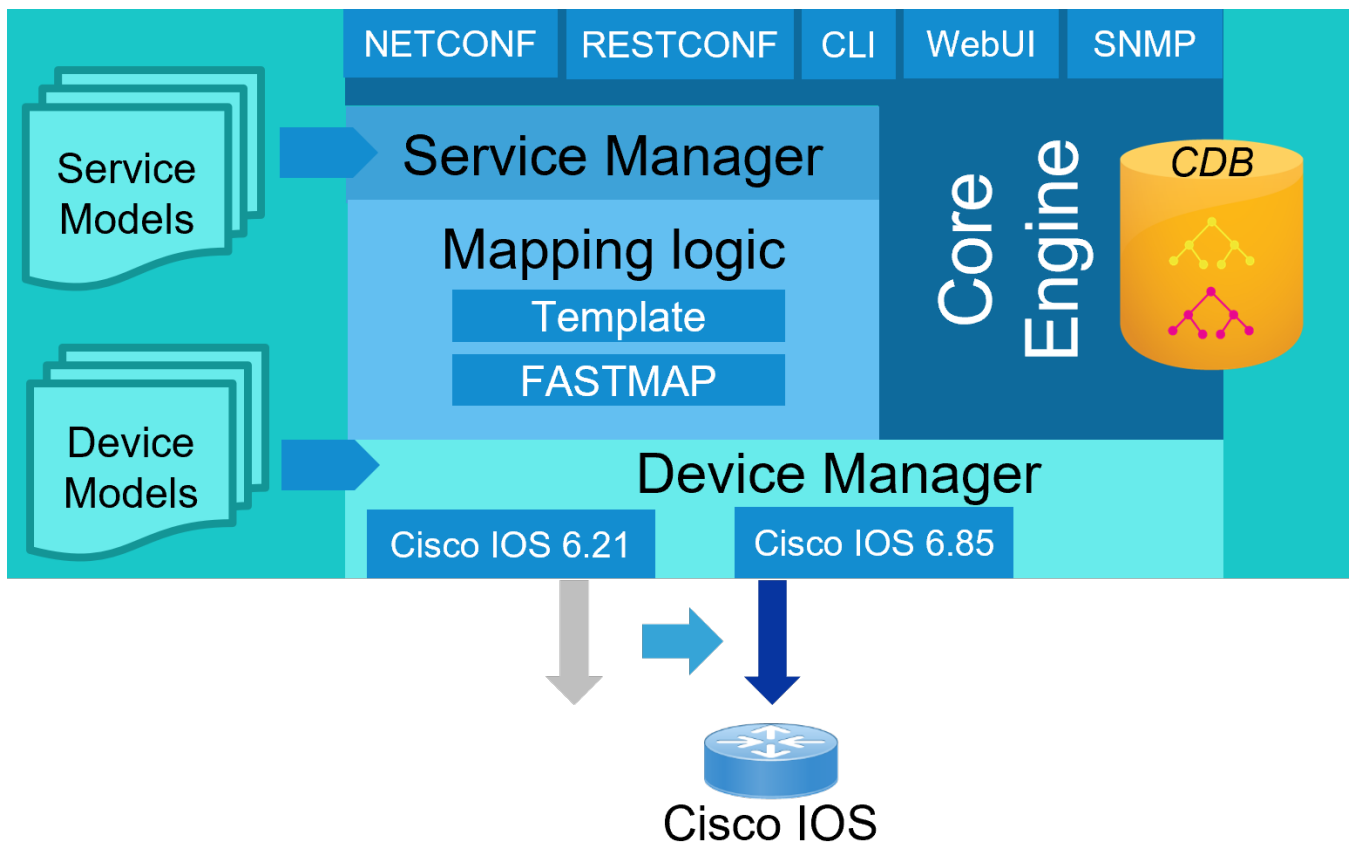 NETCONF
RESTCONF
CLI
WebUI
SNMP
Service
Models
Service Manager
Mapping logic
Template
FASTMAP
Core
Engine
CDB
Device
Models
Device Manager
Cisco IOS 6.21
Cisco IOS 6.85
Cisco IOS